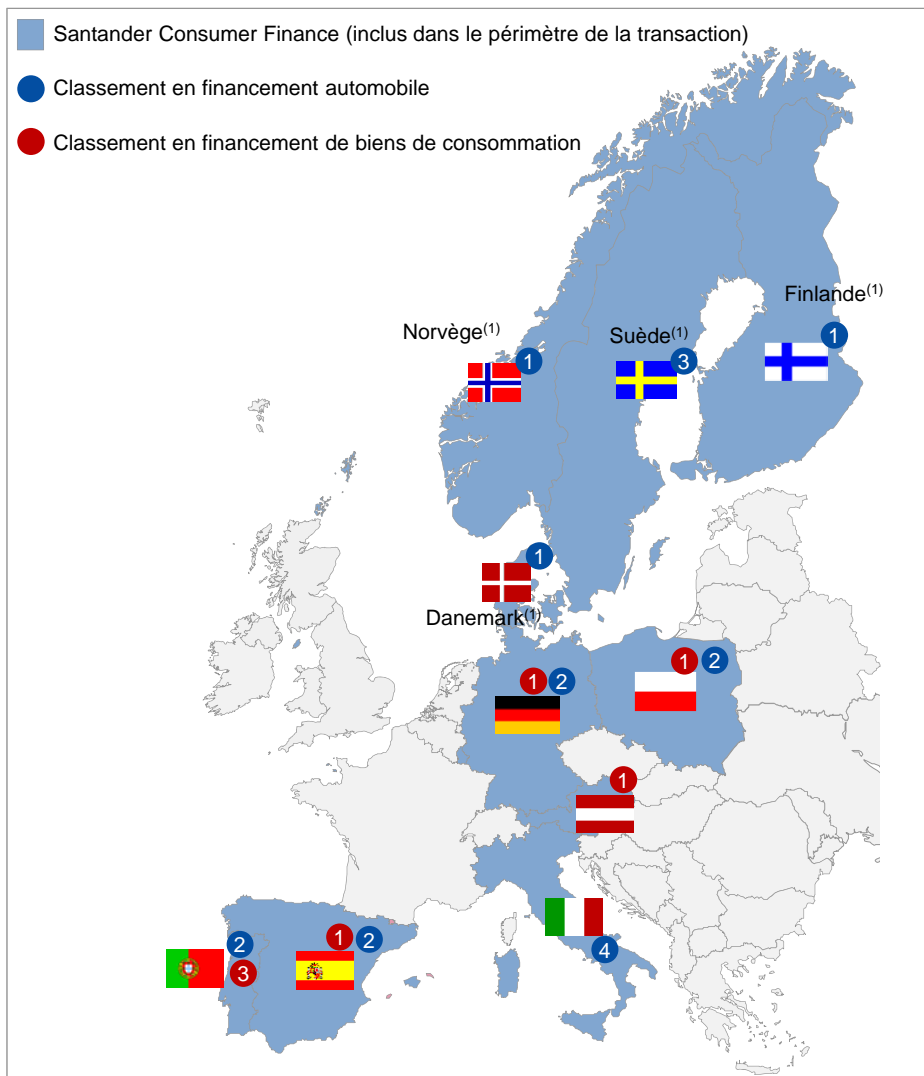 Santander Consumer Finance (inclus dans le périmètre de la transaction)
Classement en financement automobile
Classement en financement de biens de consommation
Finlande(1)
1
Norvège(1)
1
Suède(1)
3
1
Danemark(1)
1 2
1 2
1
4
2
3
1 2